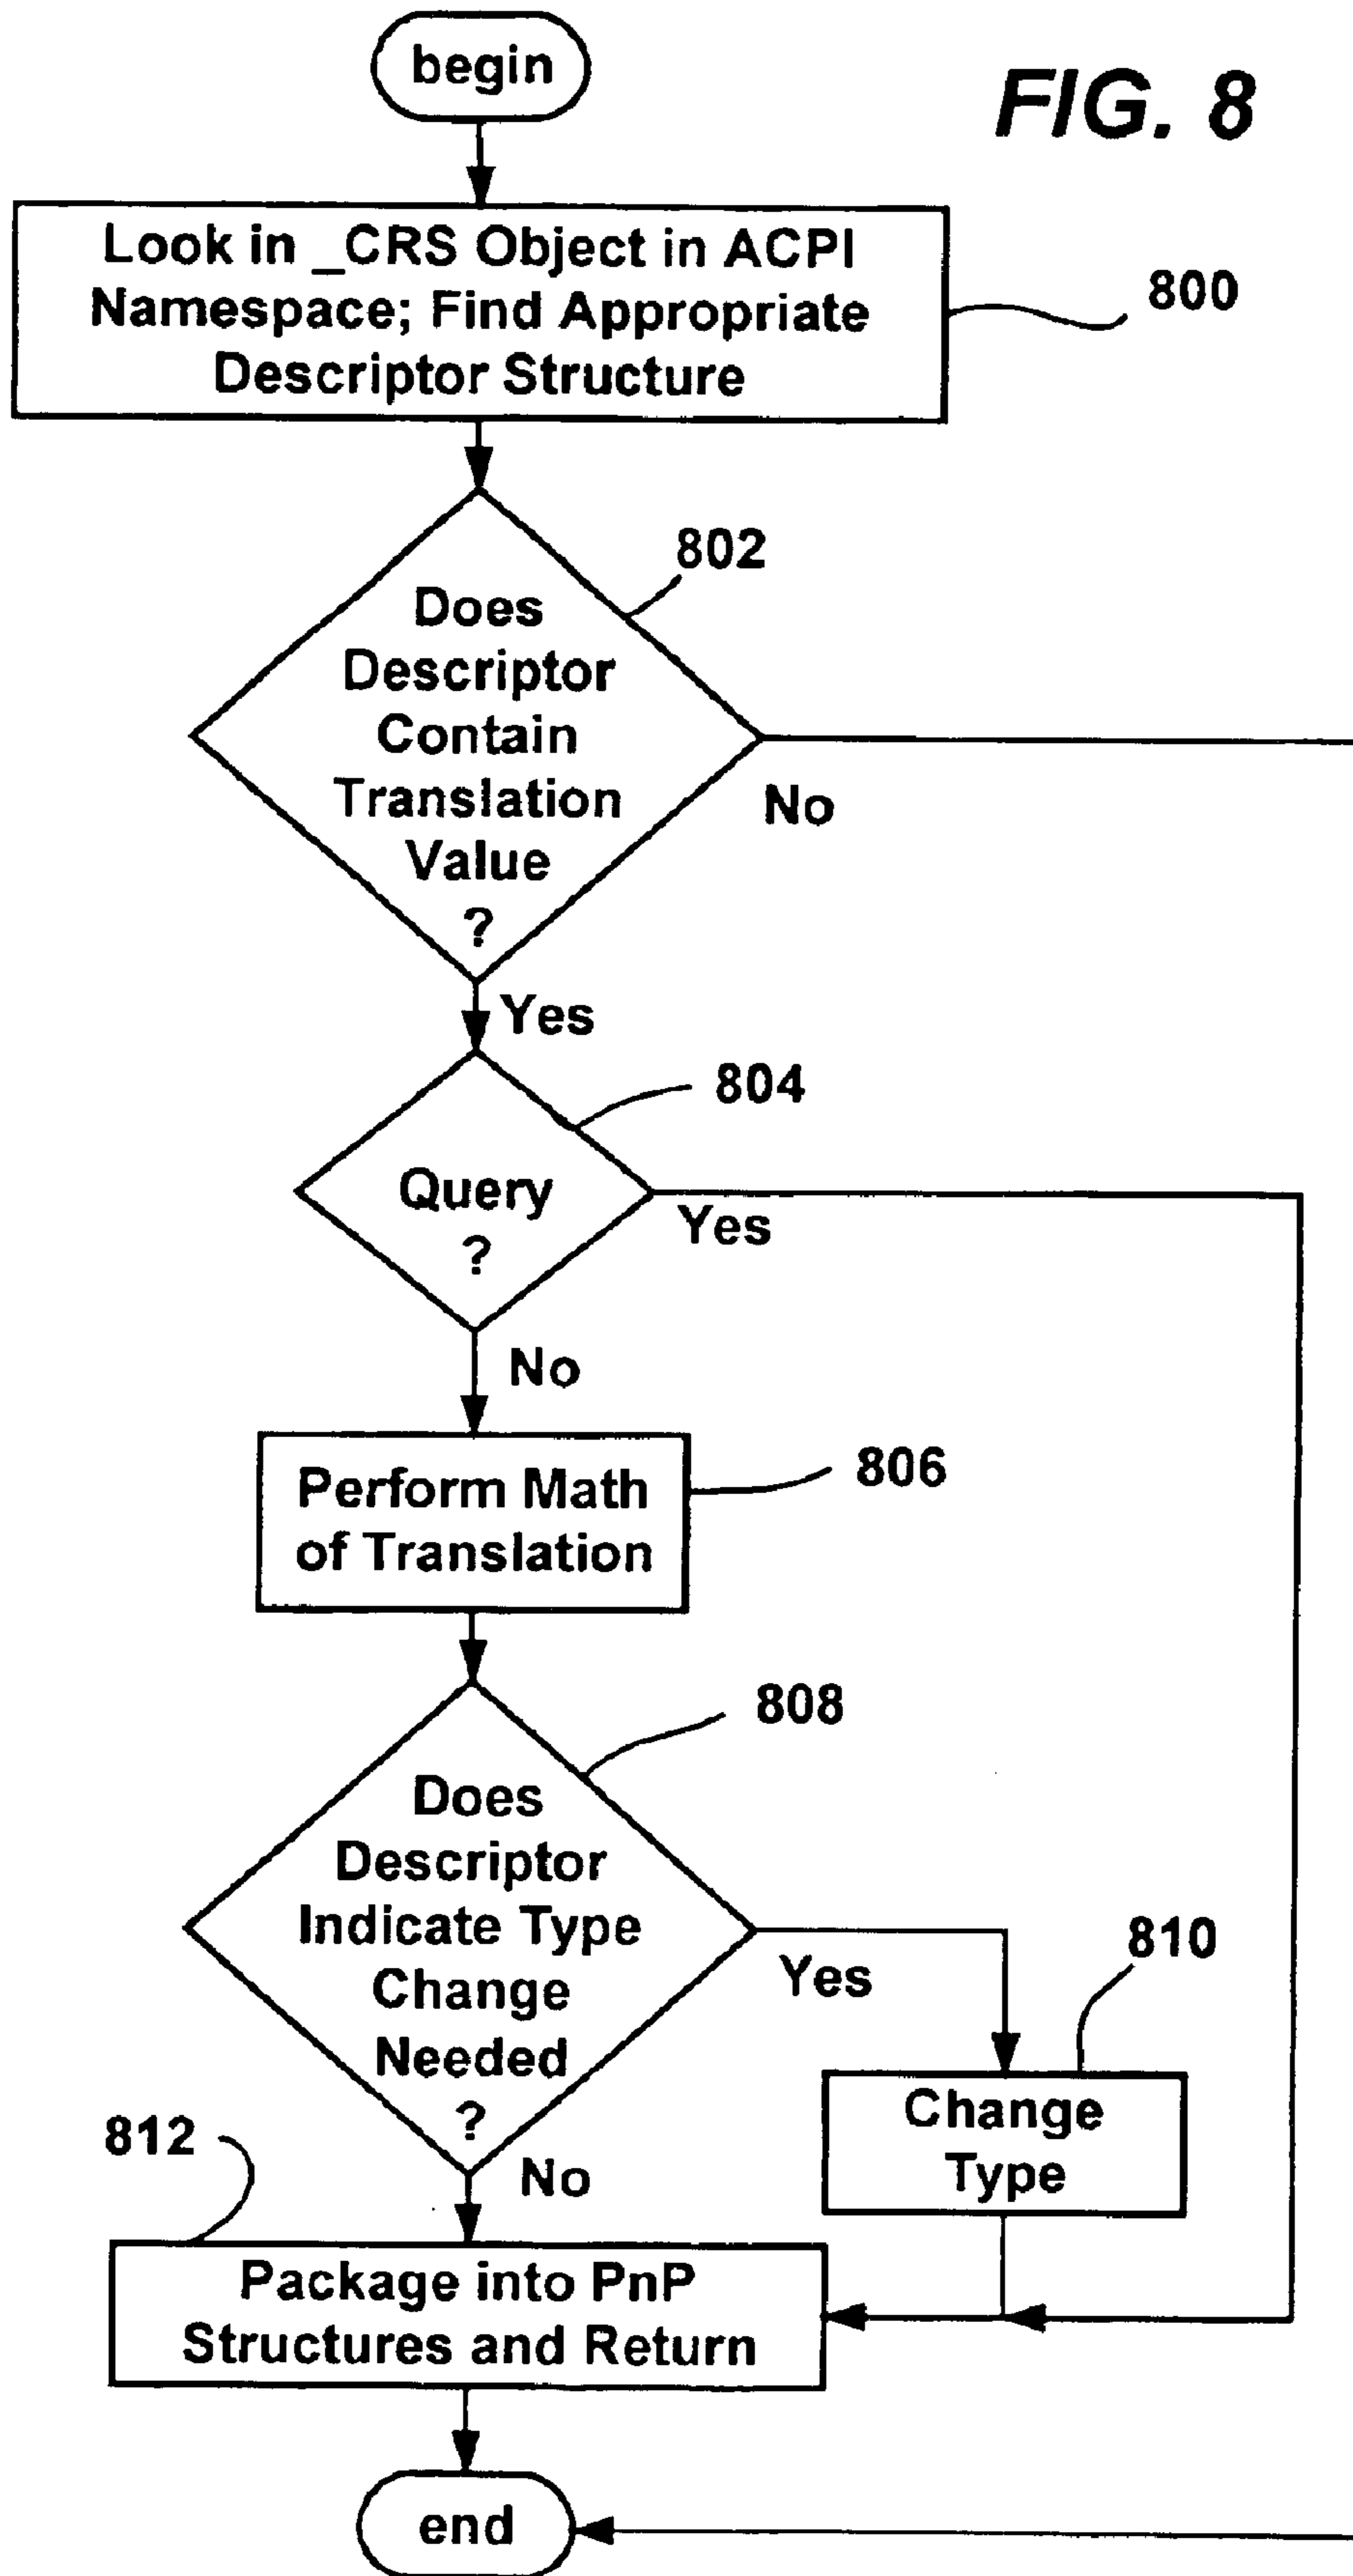 begin
FIG. 8
Look in _CRS Object in ACPI
Namespace; Find Appropriate
Descriptor Structure
800
802
Does
Descriptor
Contain
Translation
Value
?
No
Yes
804
Query
?
Yes
No
806
Perform Math
of Translation
808
Does
Descriptor
Indicate Type
Change
Needed
?
Yes
810
Change
Type
812
No
Package into PnP
Structures and Return
end